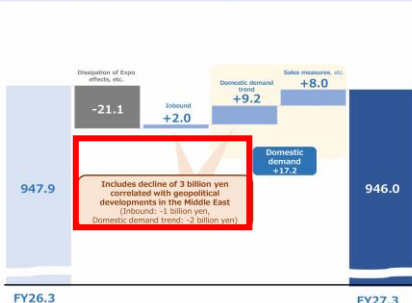 Dissipation of Expo
effects, etc.
-21.1
Inbound
+2.0
Domestic demand
trend
+9.2
Sales measures, etc.
+8.0
Domestic
demand
+17.2
947.9
Includes decline of 3 billion yen
correlated with geopolitical
developments in the Middle East
(Inbound: -1 billion yen,
Domestic demand trend: -2 billion yen)
946.0
FY26.3
FY27.3